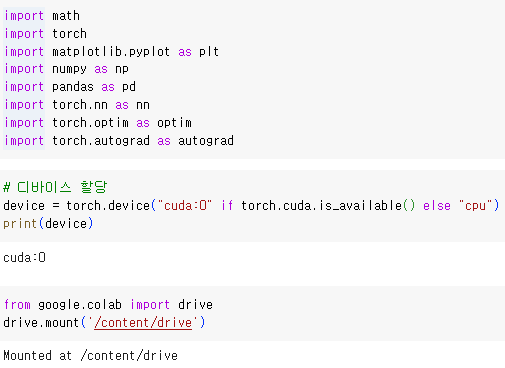 import math
import torch
import matplotlib.pyplot as plt
import numpy as np
import pandas as pd
import torch.nn as nn
import torch.optim as optim
import torch.autograd as autograd
# 디바이스 할당
device = torch.device("cuda:0" if torch.cuda.is_available() else "cpu")
print(device)
cuda:0
from google.colab import drive
drive.mount('/content/drive')
Mounted at /content/drive